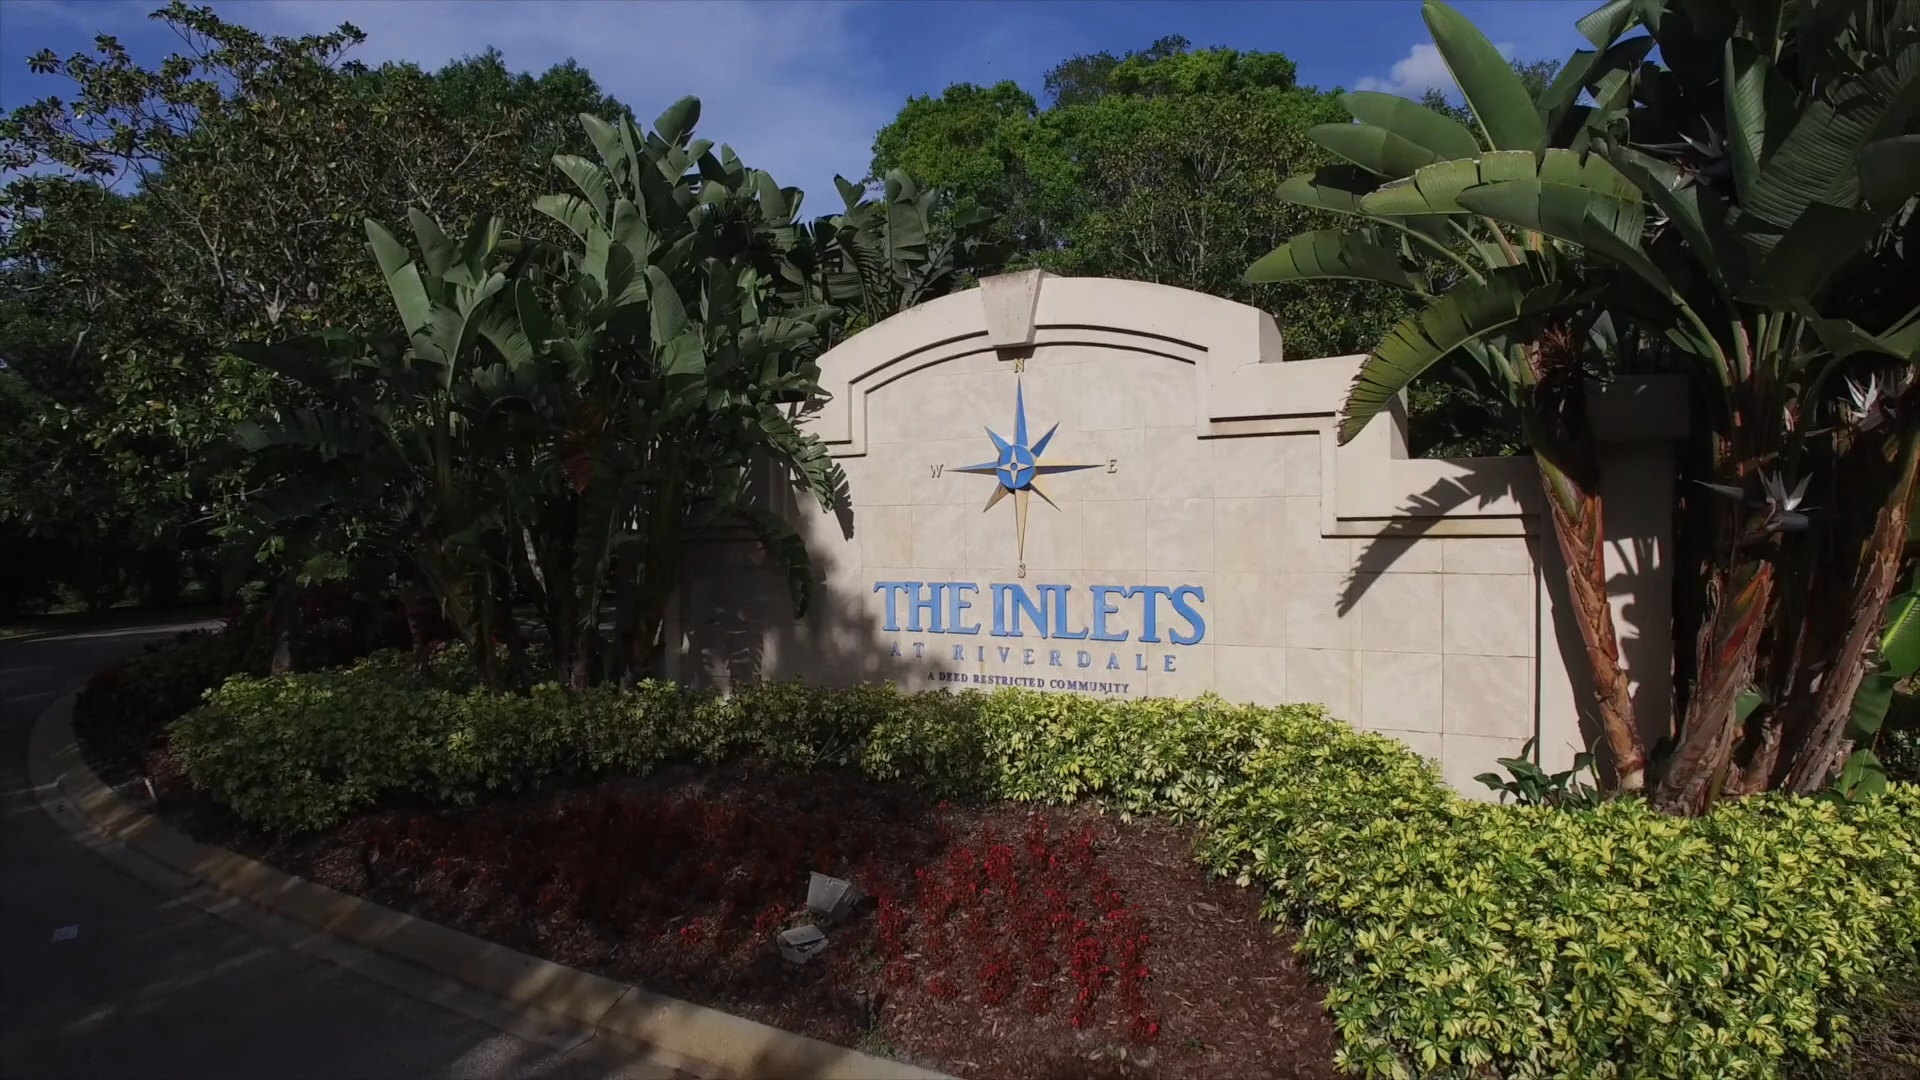 N
W E
S
THE INLETS
AT RIVERDALE
A DEED RESTRICTED COMMUNITY